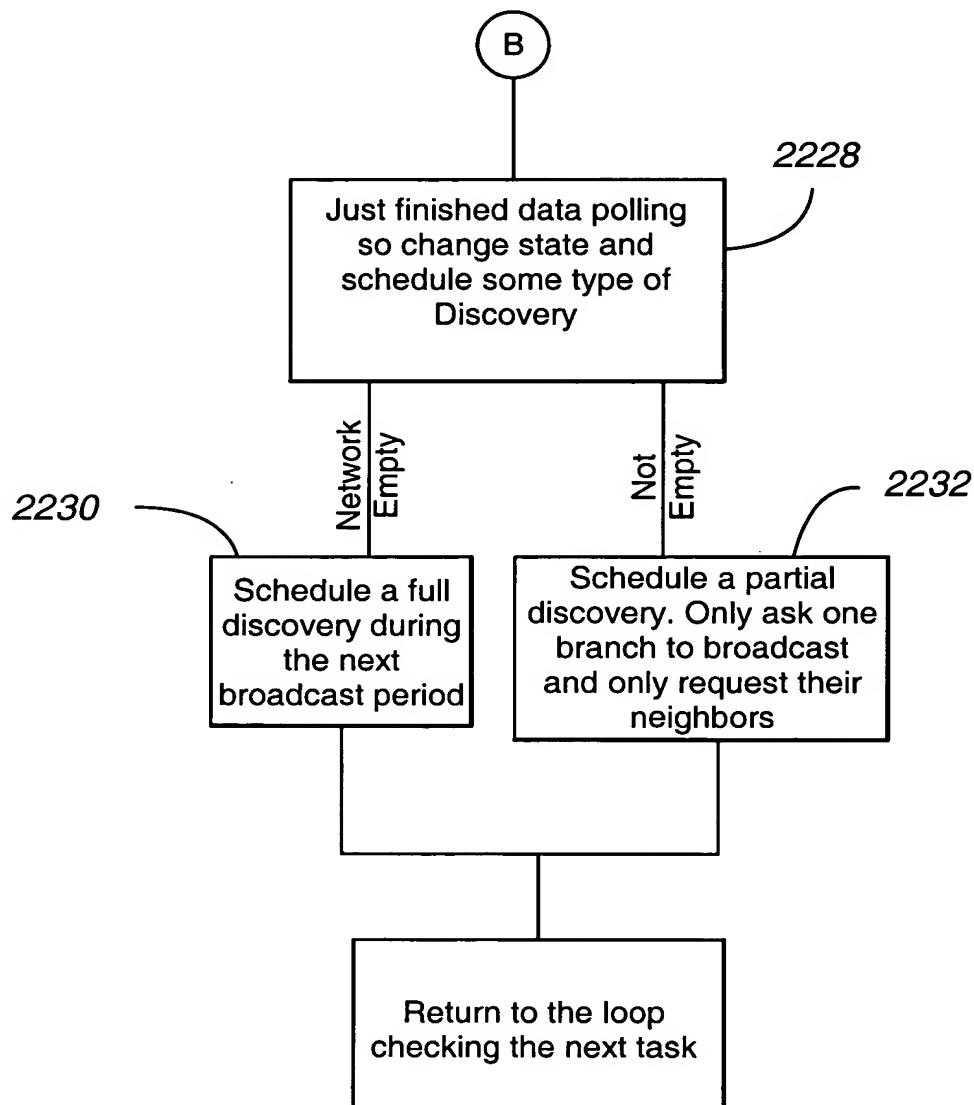 B
2228
Just finished data polling
so change state and
schedule some type of
Discovery
Network
Empty
Not
Empty
2230
2232
Schedule a full
discovery during
the next
broadcast period
Schedule a partial
discovery. Only ask one
branch to broadcast
and only request their
neighbors
Return to the loop
checking the next task